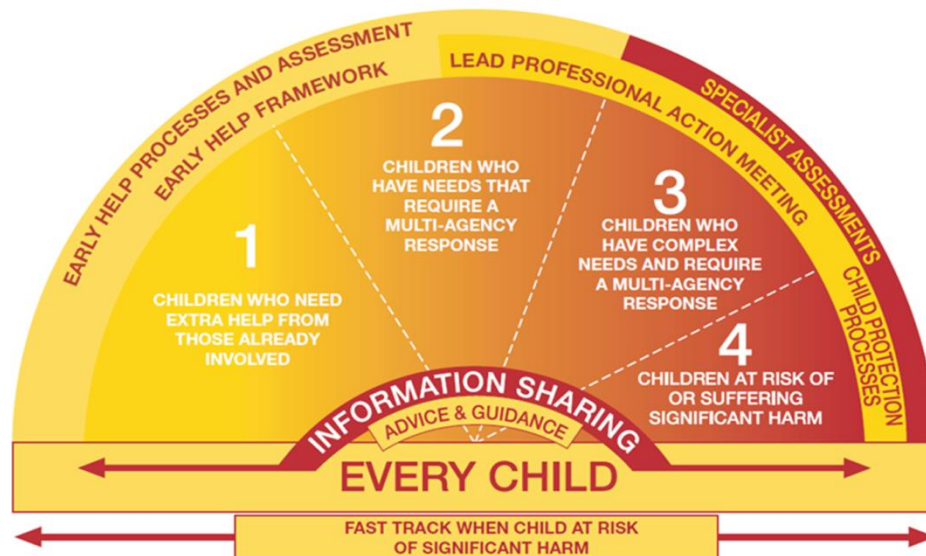 EARLY HELP PROCESSES AND ASSESSMENT
EARLY HELP FRAMEWORK
LEAD PROFESSIONAL ACTION MEETING
SPECIALIST ASSESSMENTS
CHILD PROTECTION
PROCESSES
1
CHILDREN WHO NEED
EXTRA HELP FROM
THOSE ALREADY
INVOLVED
2
CHILDREN WHO
HAVE NEEDS THAT
REQUIRE A
MULTI-AGENCY
RESPONSE
3
CHILDREN WHO
HAVE COMPLEX
NEEDS AND REQUIRE
A MULTI-AGENCY
RESPONSE
4
CHILDREN AT RISK OF
OR SUFFERING
SIGNIFICANT HARM
INFORMATION SHARING
ADVICE & GUIDANCE
EVERY CHILD
FAST TRACK WHEN CHILD AT RISK
OF SIGNIFICANT HARM